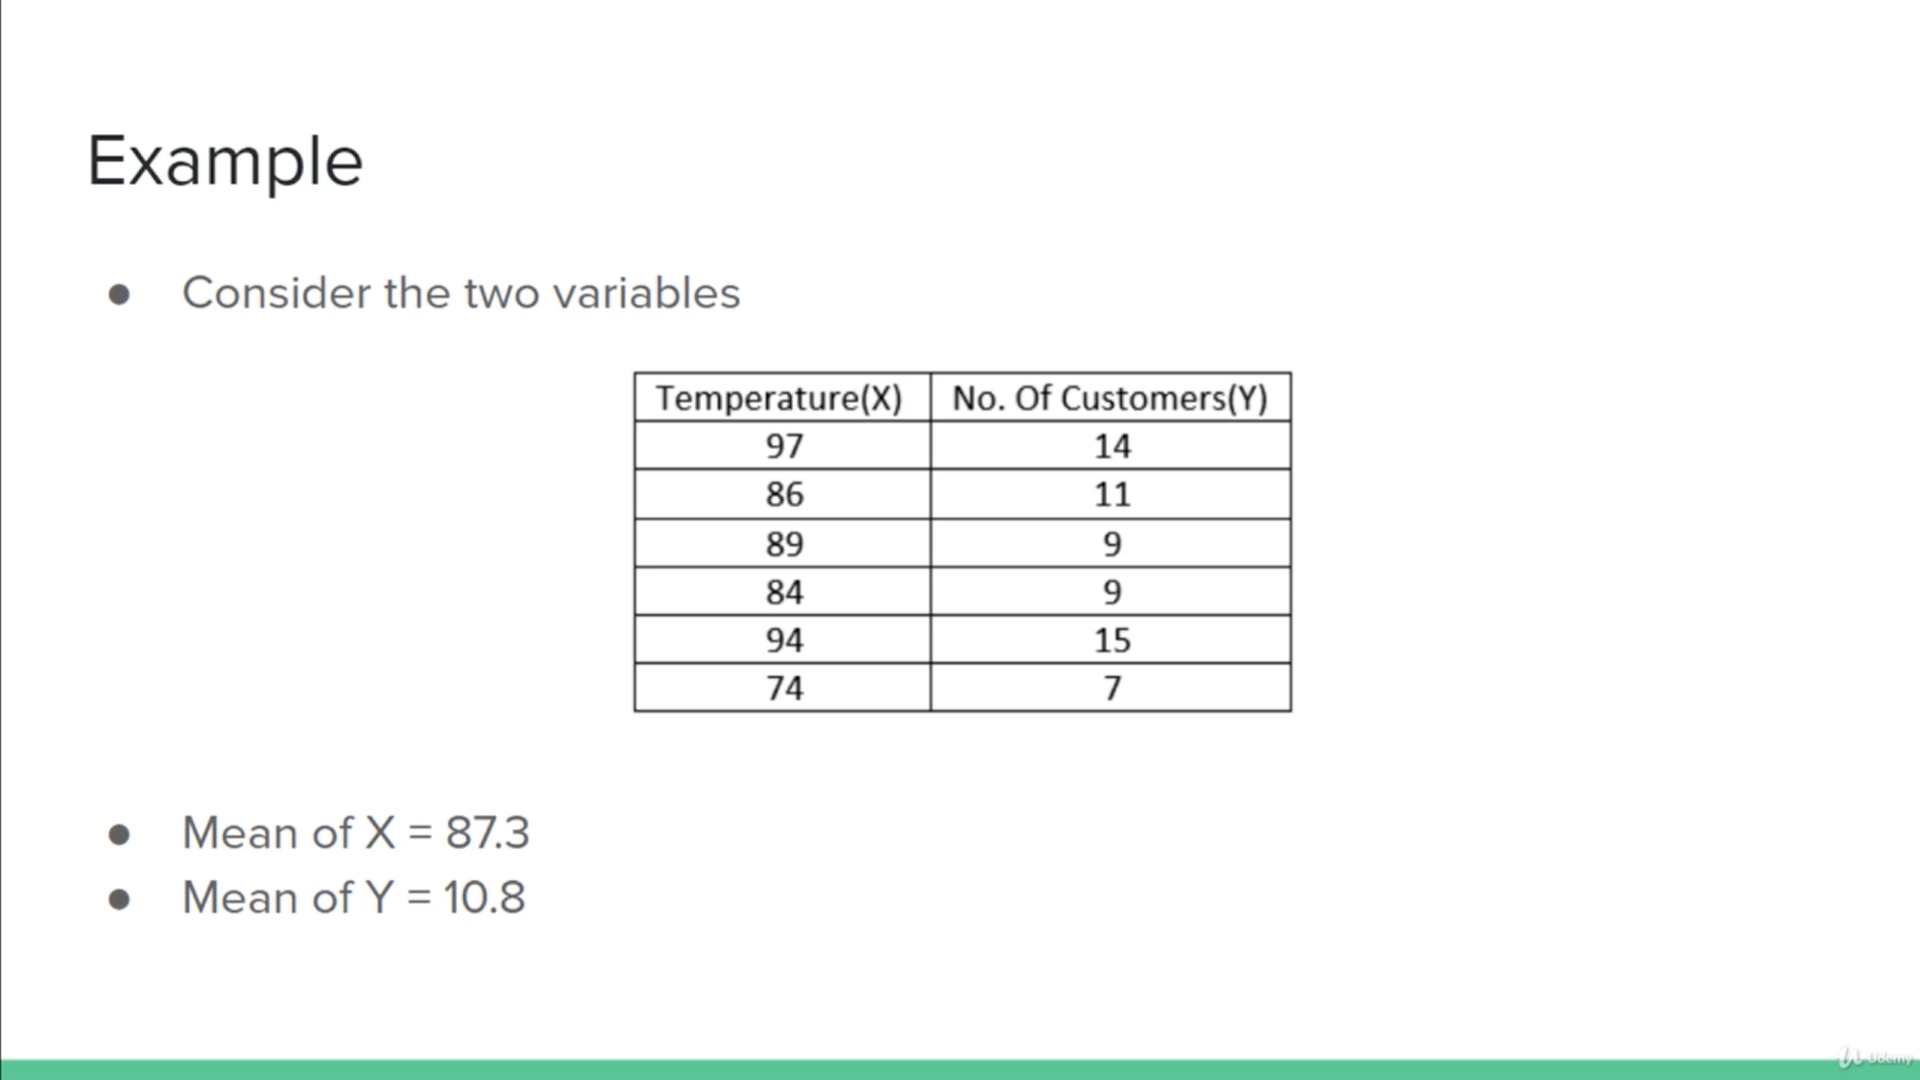 Example
● Consider the two variables
Temperature(X) No. Of Customers(Y)
97 14
86 11
89 9
84 9
94 15
74 7
● Mean of X = 87.3
● Mean of Y = 10.8
Udemy